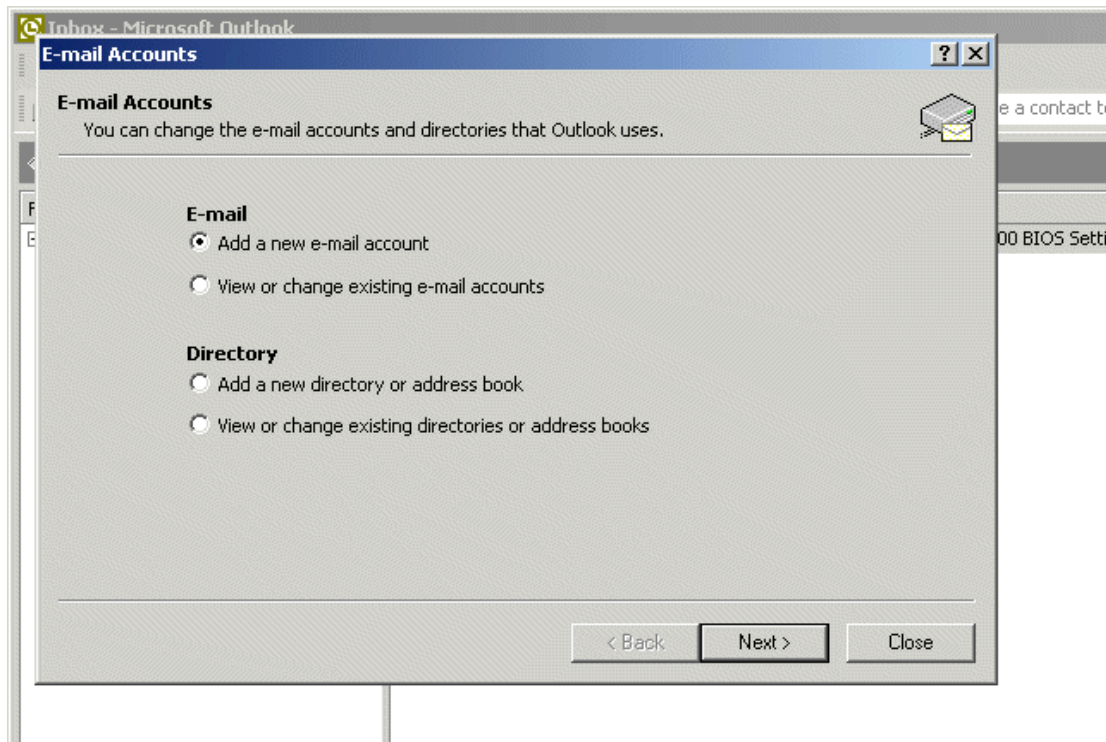 Inbox - Microsoft Outlook
E-mail Accounts
E-mail Accounts
You can change the e-mail accounts and directories that Outlook uses.
e a contact t
E-mail
Add a new e-mail account
00 BIOS Setti
View or change existing e-mail accounts
Directory
Add a new directory or address book
View or change existing directories or address books
< Back
Next >
Close